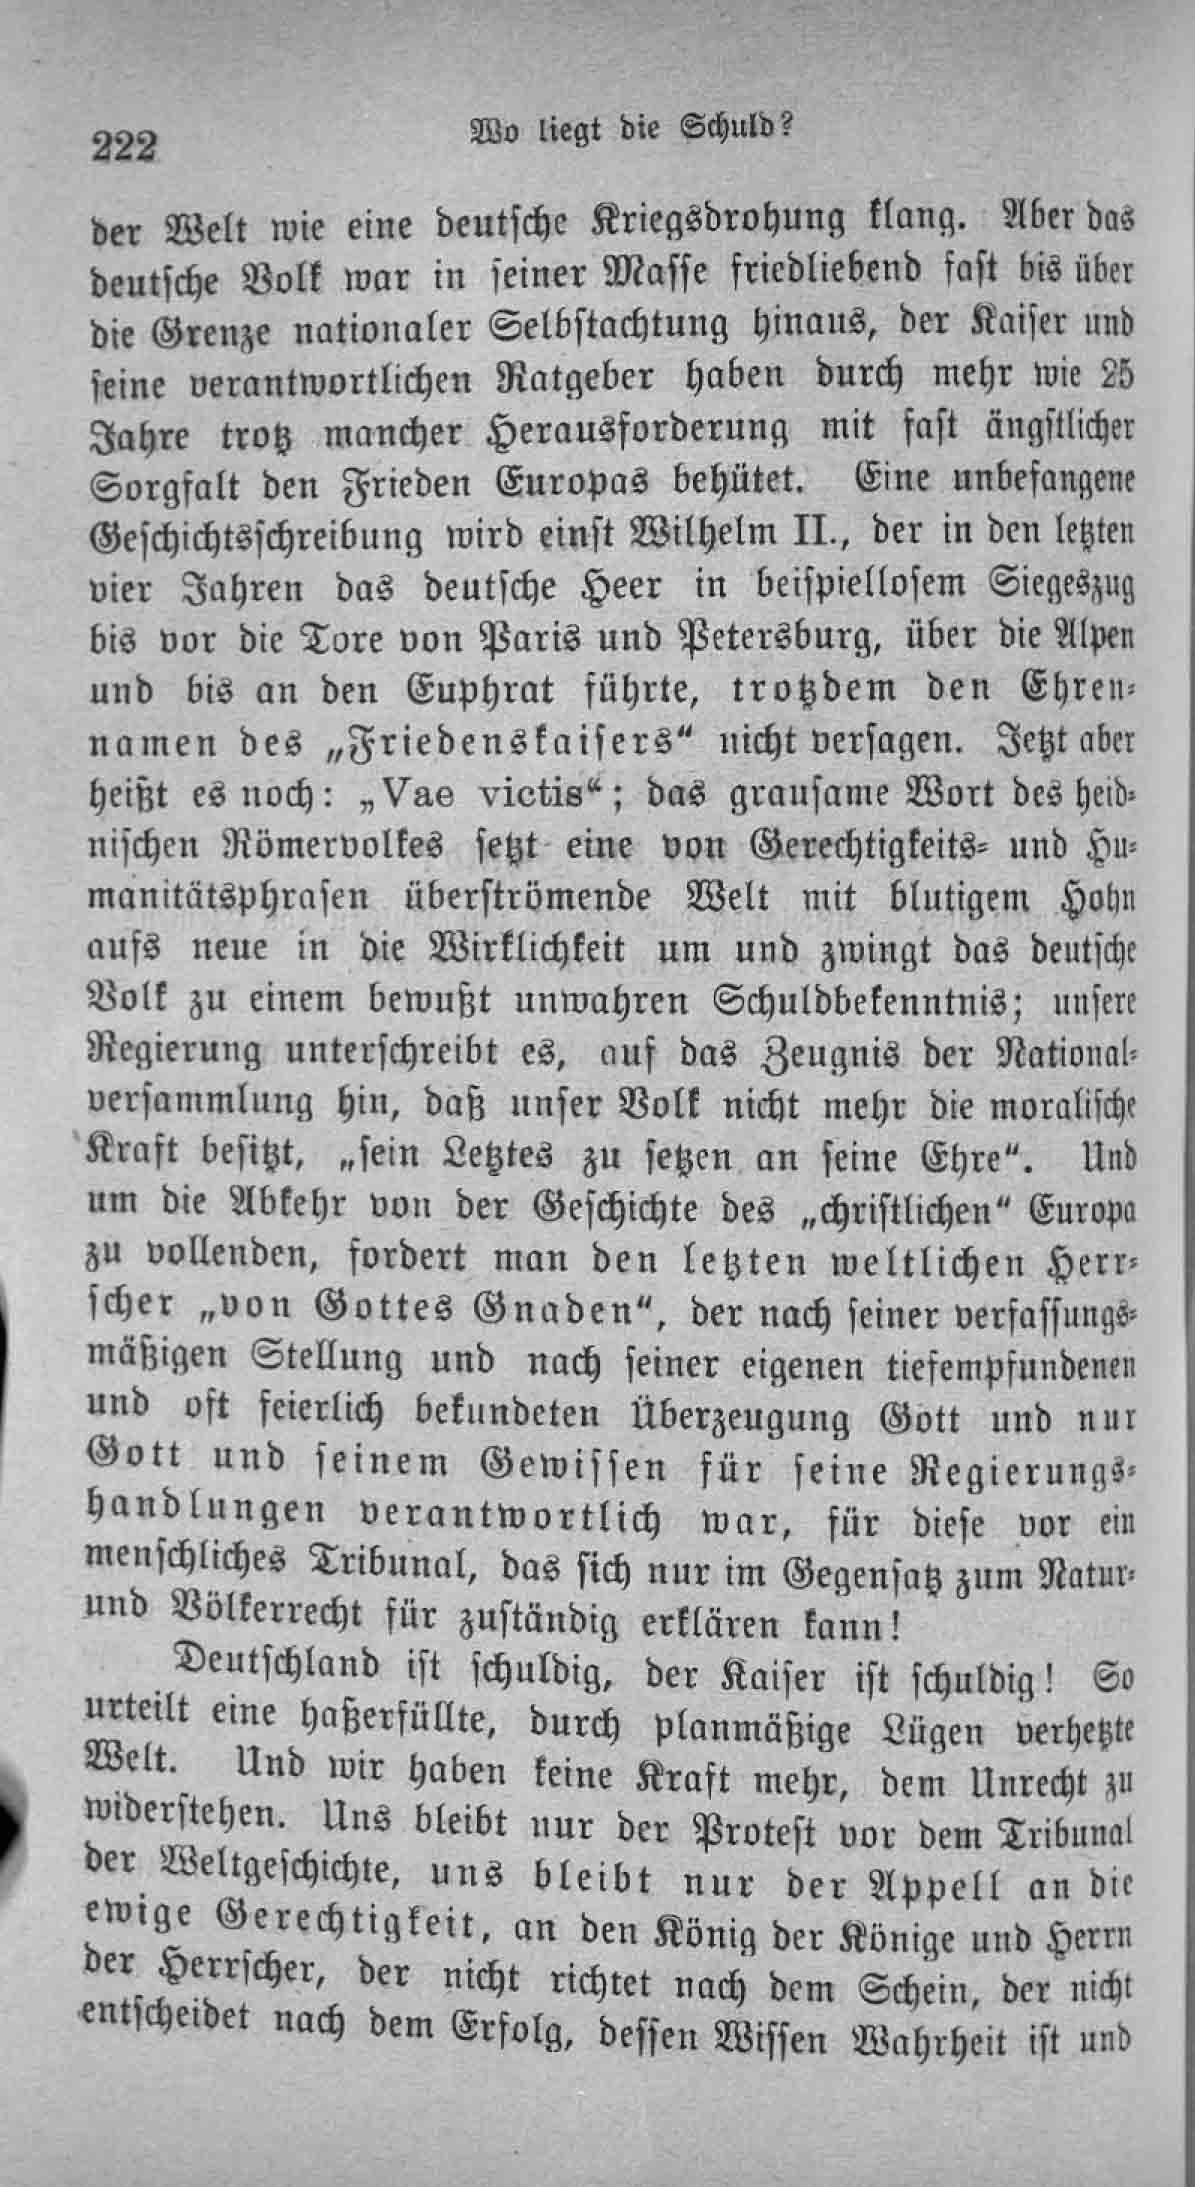 222
Wo liegt die Schuld?
der Welt wie eine deutsche Kriegsdrohung klang. Aber das
deutsche Volk war in seiner Masse friedliebend fast bis über
die Grenze nationaler Selbstachtung hinaus, der Kaiser und
seine verantwortlichen Ratgeber haben durch mehr wie 25
Jahre trotz mancher Herausforderung mit fast ängstlicher
Sorgfalt den Frieden Europas behütet. Eine unbefangene
Geschichtsschreibung wird einst Wilhelm II., der in den letzten
vier Jahren das deutsche Heer in beispiellosem Siegeszug
bis vor die Tore von Paris und Petersburg, über die Alpen
und bis an den Euphrat führte, trotzdem den Ehren-
namen des „Friedenskaisers“ nicht versagen. Jetzt aber
heißt es noch: „Vae victis“; das grausame Wort des heid-
nischen Römervolkes setzt eine von Gerechtigkeits- und Hu-
manitätsphrasen überströmende Welt mit blutigem Hohn
aufs neue in die Wirklichkeit um und zwingt das deutsche
Volk zu einem bewußt unwahren Schuldbekenntnis; unsere
Regierung unterschreibt es, auf das Zeugnis der National-
versammlung hin, daß unser Volk nicht mehr die moralische
Kraft besitzt, „sein Letztes zu setzen an seine Ehre“. Und
um die Abkehr von der Geschichte des „christlichen“ Europa
zu vollenden, fordert man den letzten weltlichen Herr-
scher „von Gottes Gnaden“, der nach seiner verfassungs-
mäßigen Stellung und nach seiner eigenen tiefempfundenen
und oft feierlich bekundeten Überzeugung Gott und nur
Gott und seinem Gewissen für seine Regierungs-
handlungen verantwortlich war, für diese vor ein
menschliches Tribunal, das sich nur im Gegensatz zum Natur-
und Völkerrecht für zuständig erklären kann!
Deutschland ist schuldig, der Kaiser ist schuldig! So
urteilt eine haßerfüllte, durch planmäßige Lügen verhetzte
Welt. Und wir haben keine Kraft mehr, dem Unrecht zu
widerstehen. Uns bleibt nur der Protest vor dem Tribunal
der Weltgeschichte, uns bleibt nur der Appell an die
ewige Gerechtigkeit, an den König der Könige und Herrn
der Herrscher, der nicht richtet nach dem Schein, der nicht
entscheidet nach dem Erfolg, dessen Wissen Wahrheit ist und